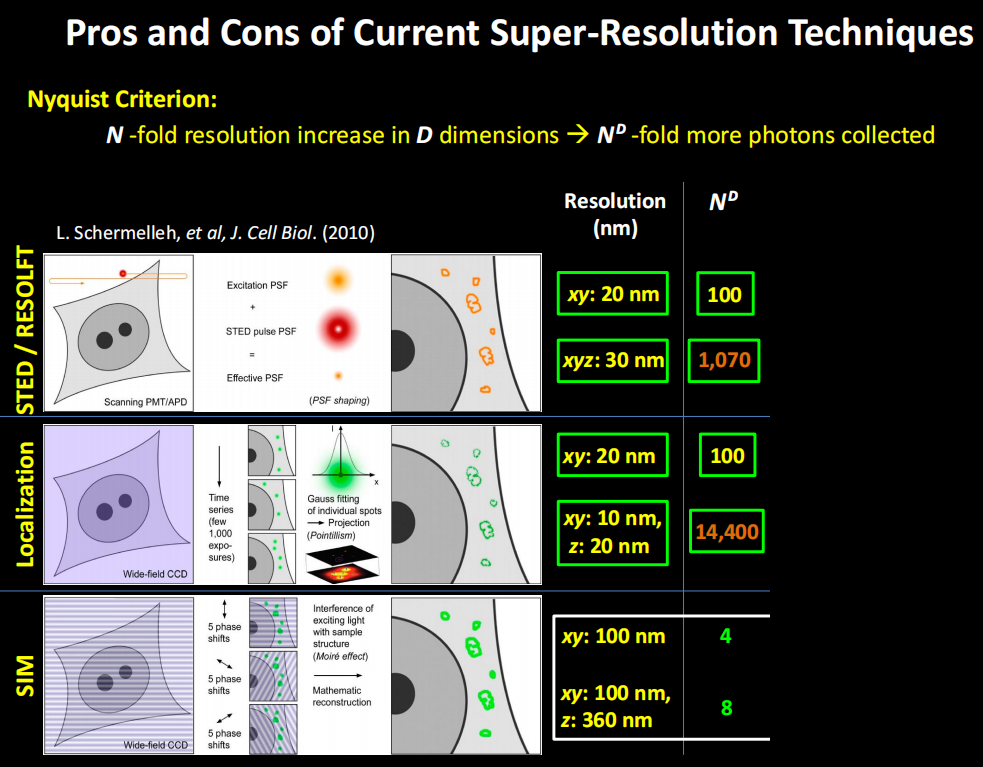 Pros and Cons of Current Super-Resolution Techniques
Nyquist Criterion:
N -fold resolution increase in D dimensions → Nᴰ -fold more photons collected
Resolution
(nm)
Nᴰ
L. Schermelleh, et al, J. Cell Biol. (2010)
STED / RESOLFT
Scanning PMT/APD
Excitation PSF
+
STED pulse PSF
=
Effective PSF
(PSF shaping)
xy: 20 nm
100
xyz: 30 nm
1,070
Localization
Wide-field CCD
Time
series
(few
1,000
expo-
sures)
I
x
Gauss fitting
of individual spots
→ Projection
(Pointillism)
xy: 20 nm
100
xy: 10 nm,
z: 20 nm
14,400
SIM
Wide-field CCD
5 phase
shifts
5 phase
shifts
5 phase
shifts
Interference of
exciting light
with sample
structure
(Moiré effect)
Mathematic
reconstruction
xy: 100 nm
4
xy: 100 nm,
z: 360 nm
8